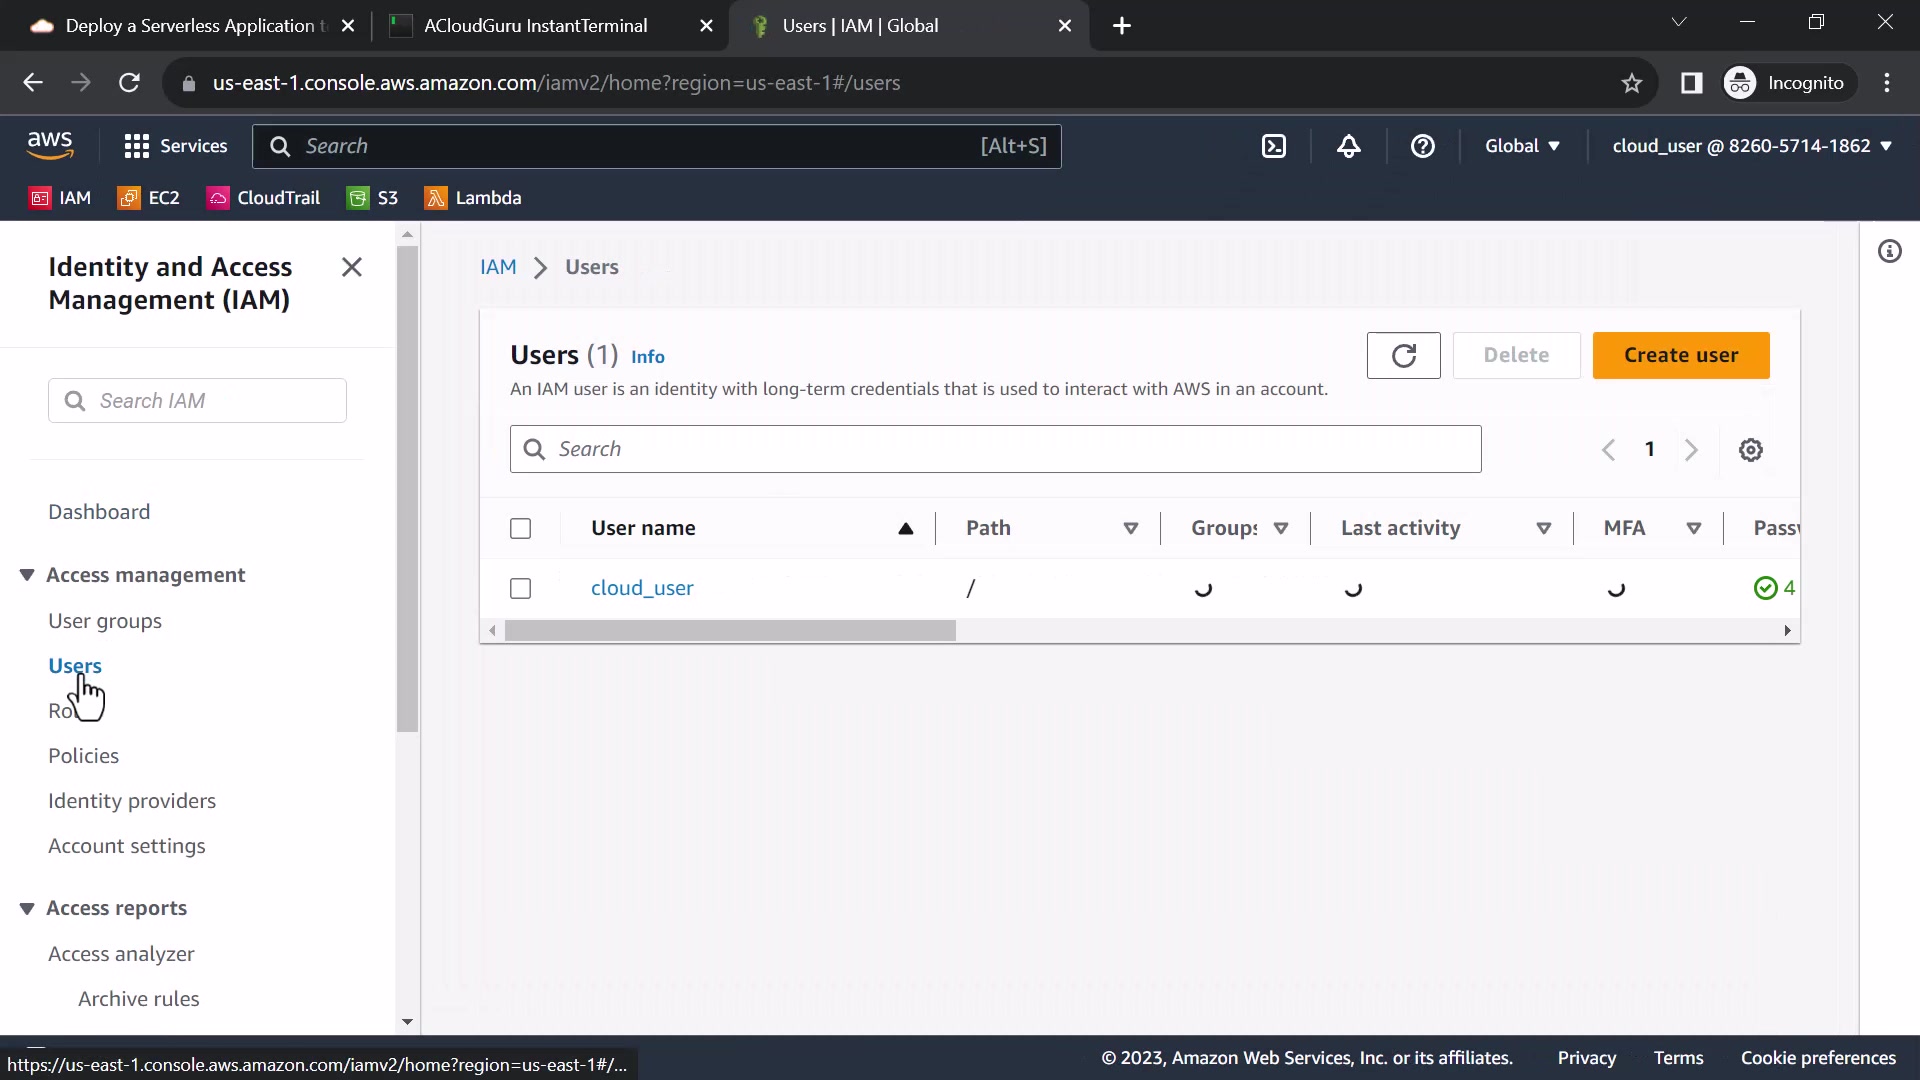 Deploy a Serverless Application t
ACloudGuru InstantTerminal
Users | IAM | Global
us-east-1.console.aws.amazon.com/iamv2/home?region=us-east-1#/users
Incognito
aws
Services
Search
[Alt+S]
Global
cloud_user @ 8260-5714-1862
IAM
EC2
CloudTrail
S3
Lambda
Identity and Access
Management (IAM)
Search IAM
Dashboard
Access management
User groups
Users
Policies
Identity providers
Account settings
Access reports
Access analyzer
Archive rules
IAM > Users
Users (1) Info
An IAM user is an identity with long-term credentials that is used to interact with AWS in an account.
Delete
Create user
Search
1
User name
Path
Groups
Last activity
MFA
Passw
cloud_user
/
4
https://us-east-1.console.aws.amazon.com/iamv2/home?region=us-east-1#/...
© 2023, Amazon Web Services, Inc. or its affiliates.
Privacy
Terms
Cookie preferences